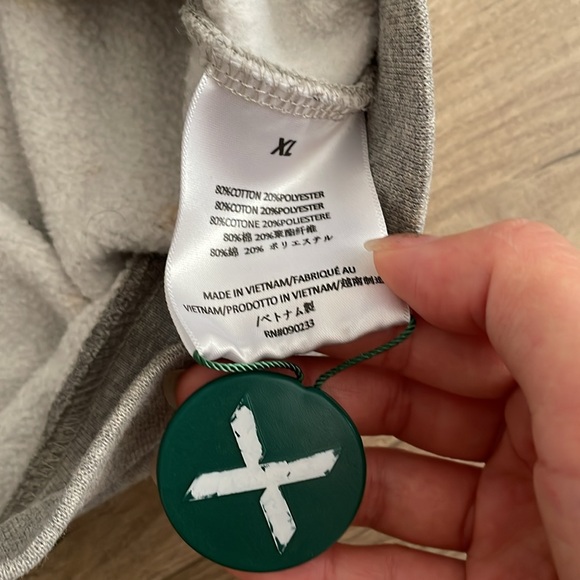 XL
80%COTTON 20%POLYESTER
80%COTON 20%POLYESTER
80%COTONE 20%POLIESTERE
80%棉 20%聚酯纤维
80%綿 20% ポリエステル
MADE IN VIETNAM/FABRIQUÉ AU
VIETNAM/PRODOTTO IN VIETNAM/越南制造
/ベトナム製
RN#090233